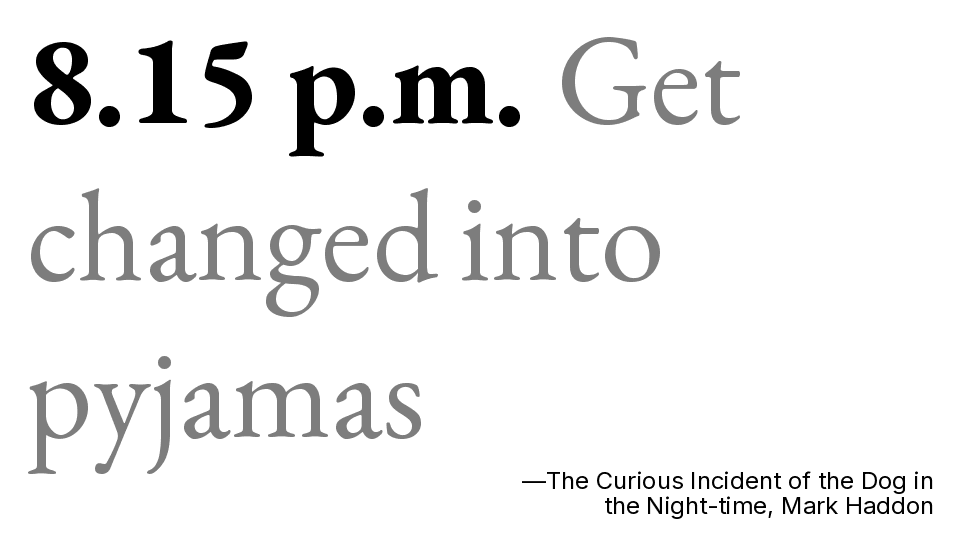 8.15 p.m. Get
changed into
pyjamas
—The Curious Incident of the Dog in
the Night-time, Mark Haddon